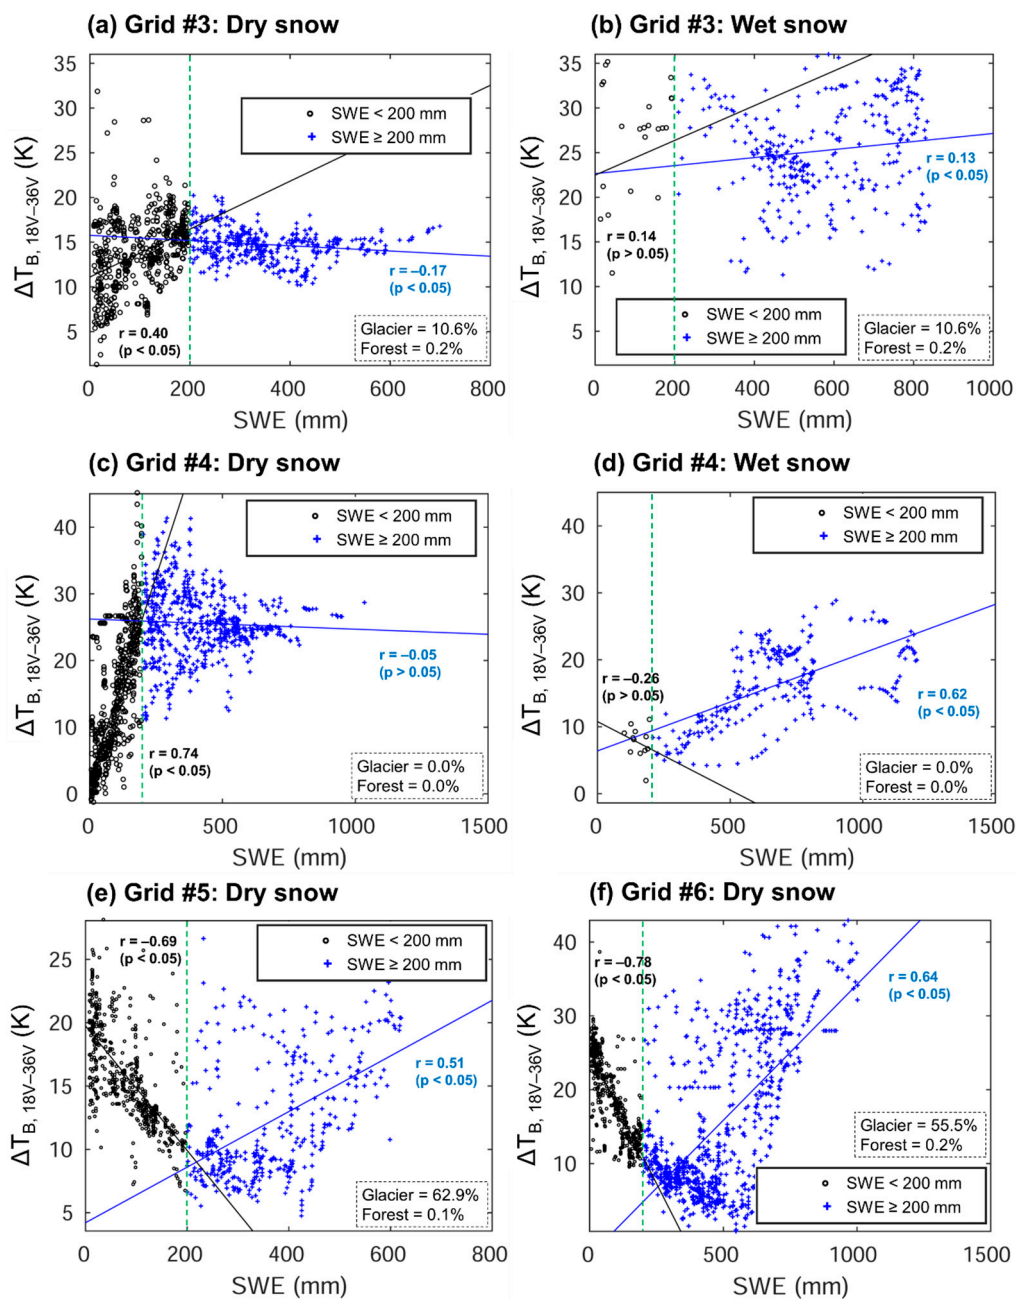 (a) Grid #3: Dry snow
35
30
25
20
15
10
5
ΔT_B, 18V–36V (K)
SWE < 200 mm
SWE ≥ 200 mm
r = –0.17
(p < 0.05)
r = 0.40
(p < 0.05)
Glacier = 10.6%
Forest = 0.2%
0 200 400 600 800
SWE (mm)
(b) Grid #3: Wet snow
35
30
25
20
15
10
5
ΔT_B, 18V–36V (K)
r = 0.13
(p < 0.05)
r = 0.14
(p > 0.05)
SWE < 200 mm
SWE ≥ 200 mm
Glacier = 10.6%
Forest = 0.2%
0 200 400 600 800 1000
SWE (mm)
(c) Grid #4: Dry snow
40
30
20
10
0
ΔT_B, 18V–36V (K)
SWE < 200 mm
SWE ≥ 200 mm
r = –0.05
(p > 0.05)
r = 0.74
(p < 0.05)
Glacier = 0.0%
Forest = 0.0%
0 500 1000 1500
SWE (mm)
(d) Grid #4: Wet snow
40
30
20
10
0
ΔT_B, 18V–36V (K)
SWE < 200 mm
SWE ≥ 200 mm
r = –0.26
(p > 0.05)
r = 0.62
(p < 0.05)
Glacier = 0.0%
Forest = 0.0%
0 500 1000 1500
SWE (mm)
(e) Grid #5: Dry snow
25
20
15
10
5
ΔT_B, 18V–36V (K)
r = –0.69
(p < 0.05)
SWE < 200 mm
SWE ≥ 200 mm
r = 0.51
(p < 0.05)
Glacier = 62.9%
Forest = 0.1%
0 200 400 600 800
SWE (mm)
(f) Grid #6: Dry snow
40
30
20
10
ΔT_B, 18V–36V (K)
r = –0.78
(p < 0.05)
r = 0.64
(p < 0.05)
Glacier = 55.5%
Forest = 0.2%
SWE < 200 mm
SWE ≥ 200 mm
0 500 1000 1500
SWE (mm)